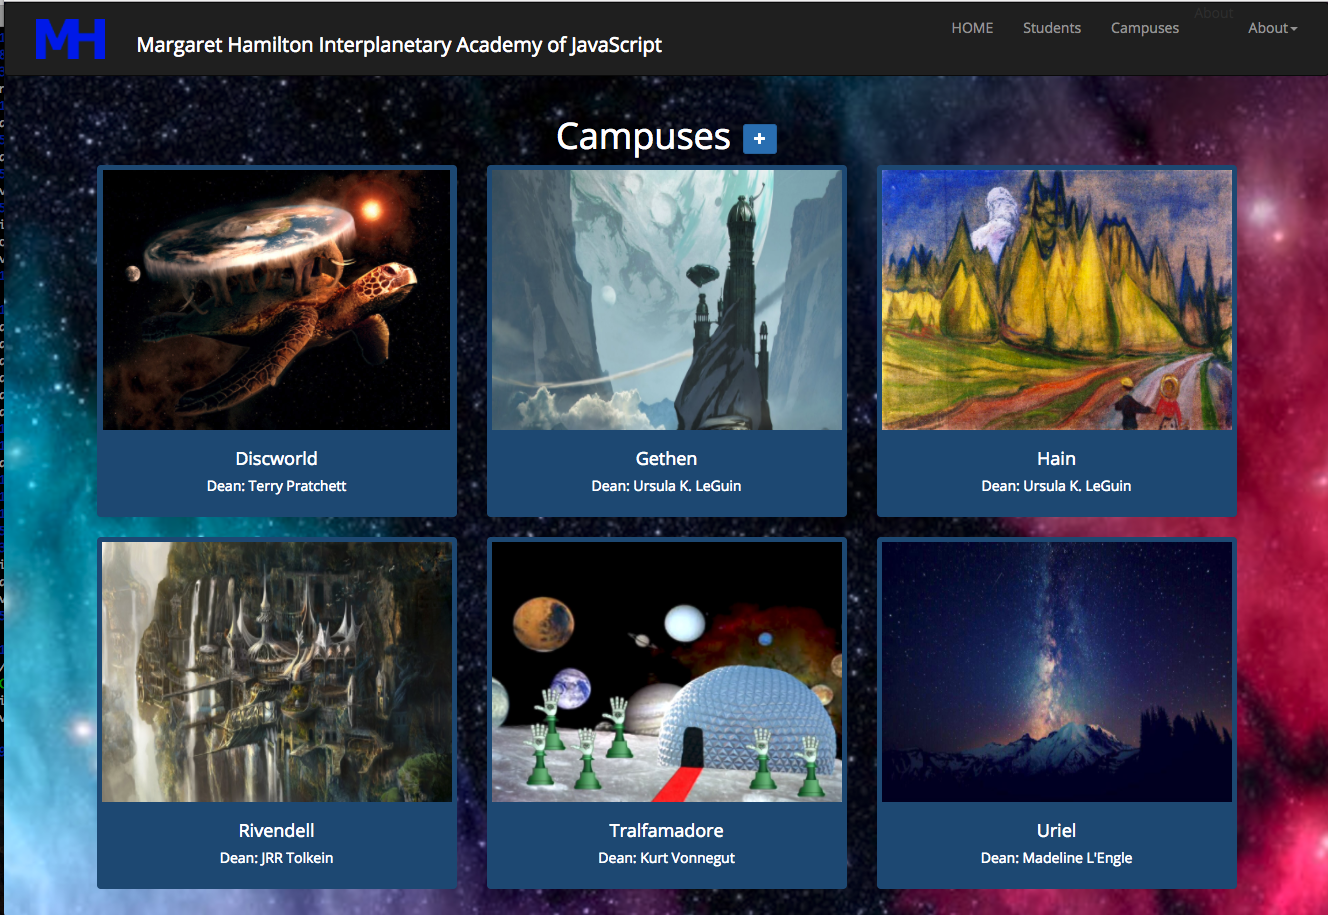 About
MH Margaret Hamilton Interplanetary Academy of JavaScript HOME Students Campuses About
Campuses +
Discworld Gethen Hain
Dean: Terry Pratchett Dean: Ursula K. LeGuin Dean: Ursula K. LeGuin
Rivendell Tralfamadore Uriel
Dean: JRR Tolkein Dean: Kurt Vonnegut Dean: Madeline L'Engle